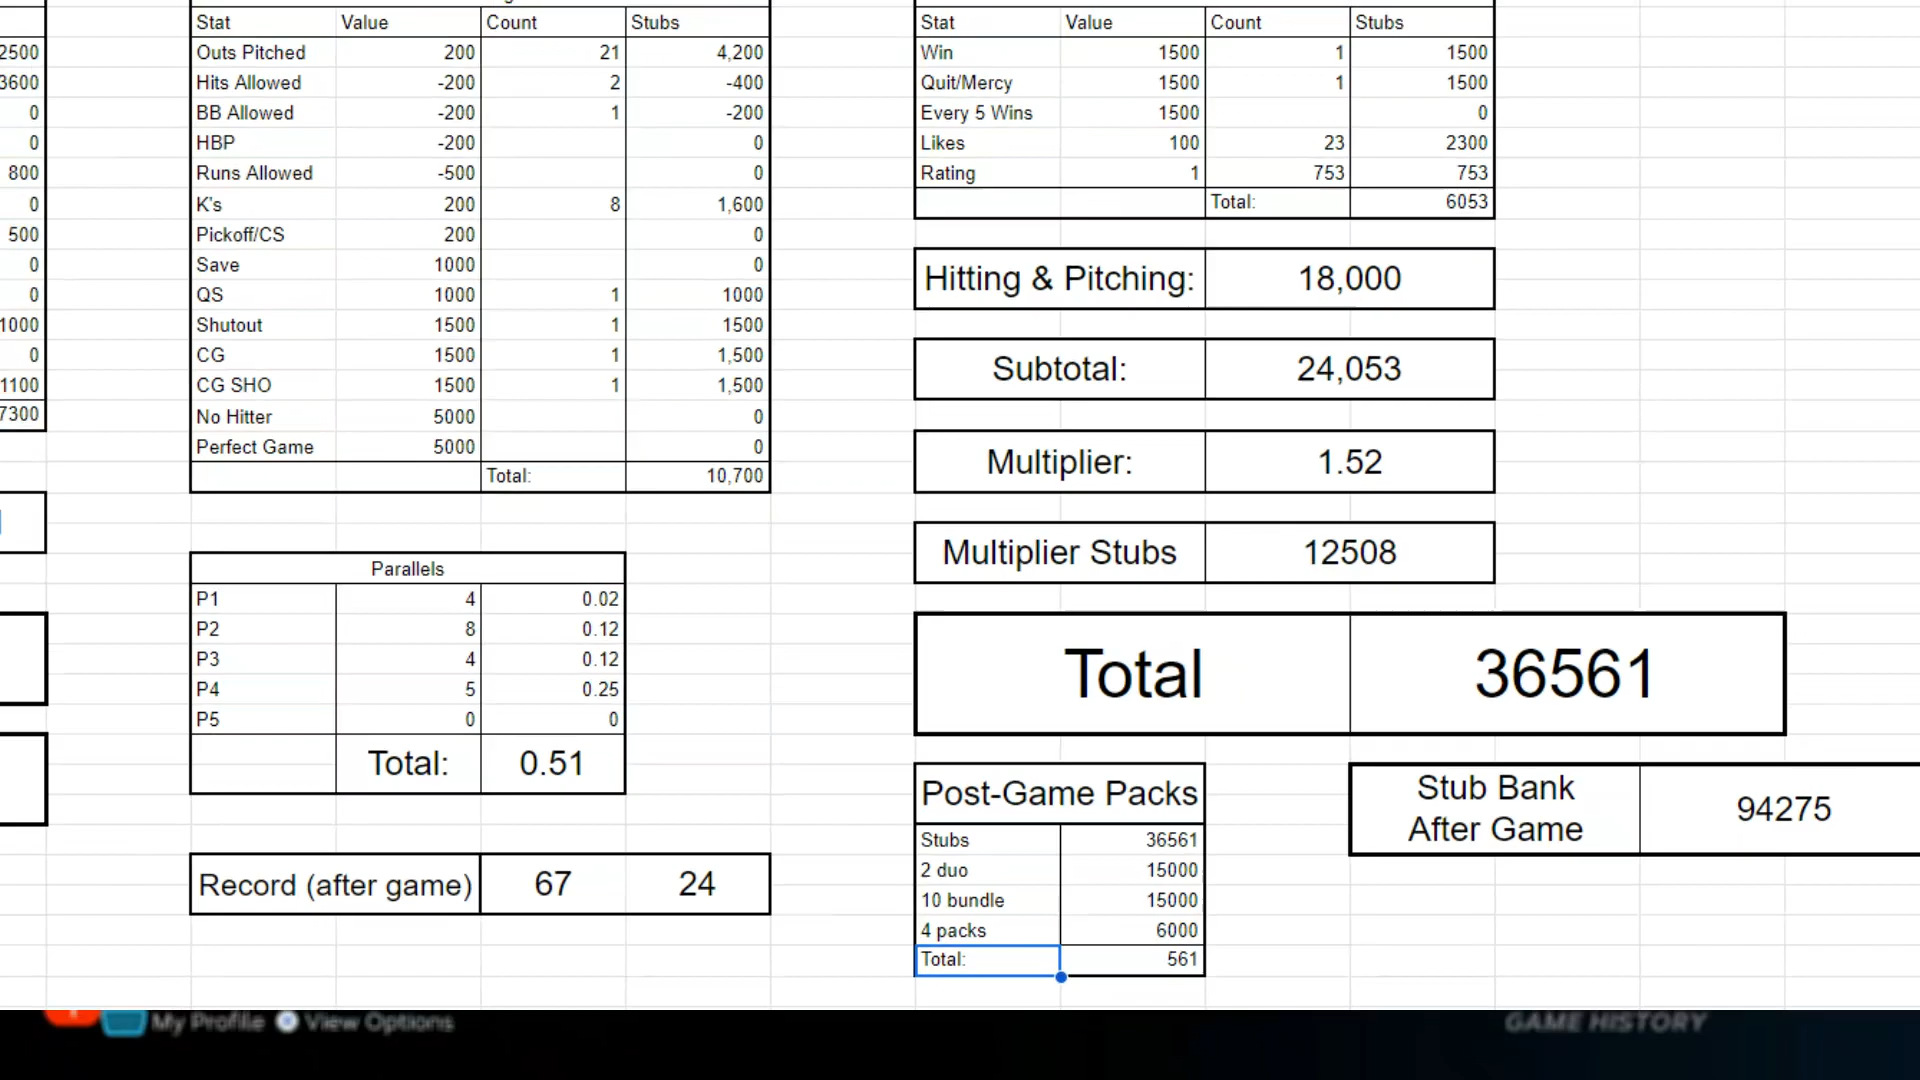 Stat Value Count Stubs
Outs Pitched 200 21 4,200
Hits Allowed -200 2 -400
BB Allowed -200 1 -200
HBP -200 0
Runs Allowed -500 0
K's 200 8 1,600
Pickoff/CS 200 0
Save 1000 0
QS 1000 1 1000
Shutout 1500 1 1500
CG 1500 1 1,500
CG SHO 1500 1 1,500
No Hitter 5000 0
Perfect Game 5000 0
Total: 10,700
2500
3600
0
0
800
0
500
0
0
1000
0
1100
7300
Parallels
P1 4 0.02
P2 8 0.12
P3 4 0.12
P4 5 0.25
P5 0 0
Total: 0.51
Record (after game) 67 24
Stat Value Count Stubs
Win 1500 1 1500
Quit/Mercy 1500 1 1500
Every 5 Wins 1500 0
Likes 100 23 2300
Rating 1 753 753
Total: 6053
Hitting & Pitching: 18,000
Subtotal: 24,053
Multiplier: 1.52
Multiplier Stubs 12508
Total 36561
Post-Game Packs
Stubs 36561
2 duo 15000
10 bundle 15000
4 packs 6000
Total: 561
Stub Bank
After Game
94275
My Profile View Options
GAME HISTORY